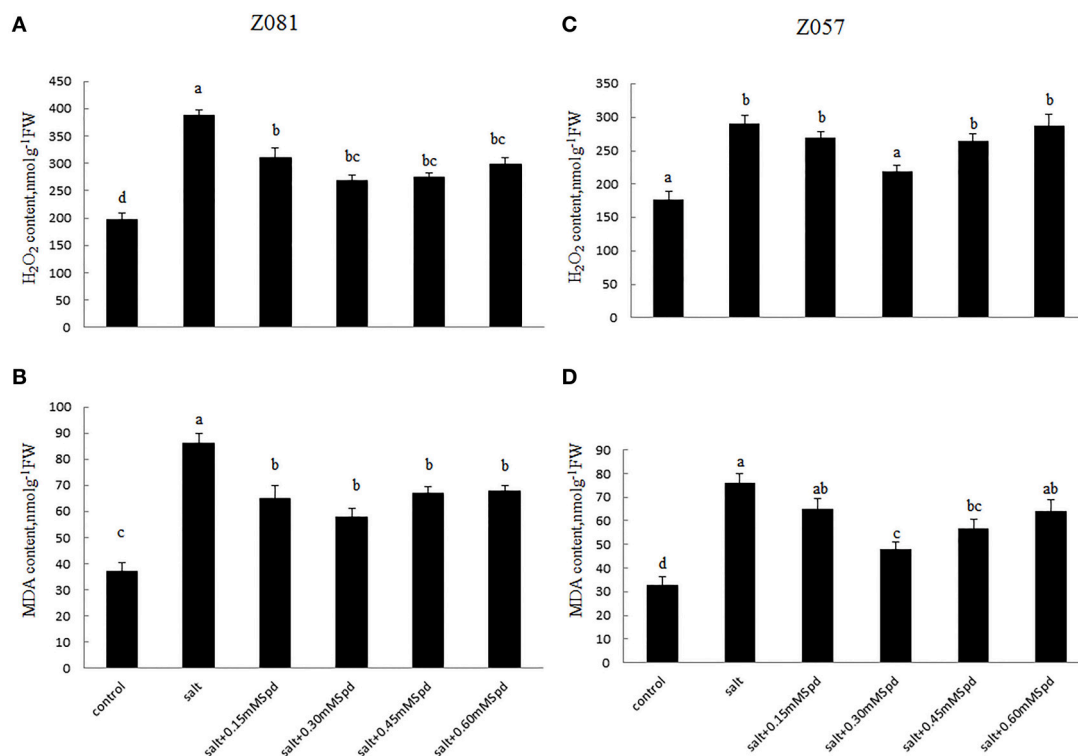 A
Z081
H₂O₂ content,nmolg⁻¹FW
450
400
350
300
250
200
150
100
50
0
d
a
b
bc
bc
bc
C
Z057
H₂O₂ content,nmolg⁻¹FW
350
300
250
200
150
100
50
0
a
b
b
a
b
b
B
MDA content,nmolg⁻¹FW
100
90
80
70
60
50
40
30
20
10
0
c
a
b
b
b
b
control
salt
salt+0.15mMSpd
salt+0.30mMSpd
salt+0.45mMSpd
salt+0.60mMSpd
D
MDA content,nmolg⁻¹FW
90
80
70
60
50
40
30
20
10
0
d
a
ab
c
bc
ab
control
salt
salt+0.15mMSpd
salt+0.30mMSpd
salt+0.45mMSpd
salt+0.60mMSpd